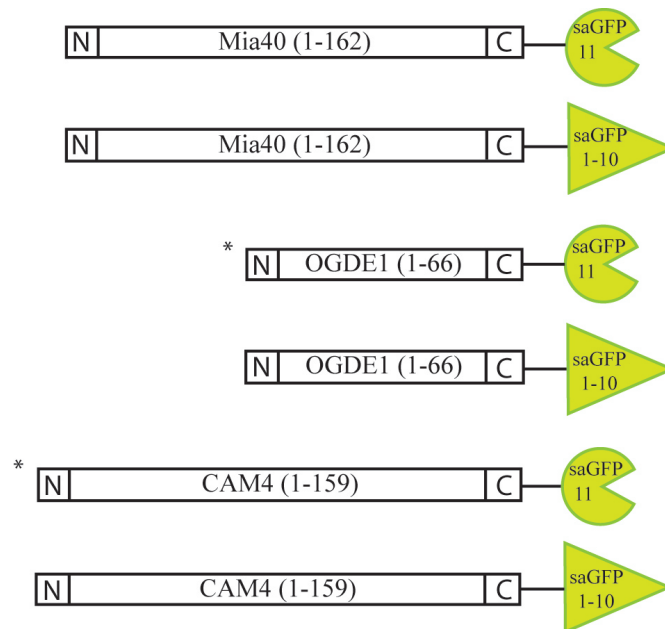 N Mia40 (1-162) C saGFP
11
N Mia40 (1-162) C saGFP
1-10
*
N OGDE1 (1-66) C saGFP
11
N OGDE1 (1-66) C saGFP
1-10
*
N CAM4 (1-159) C saGFP
11
N CAM4 (1-159) C saGFP
1-10